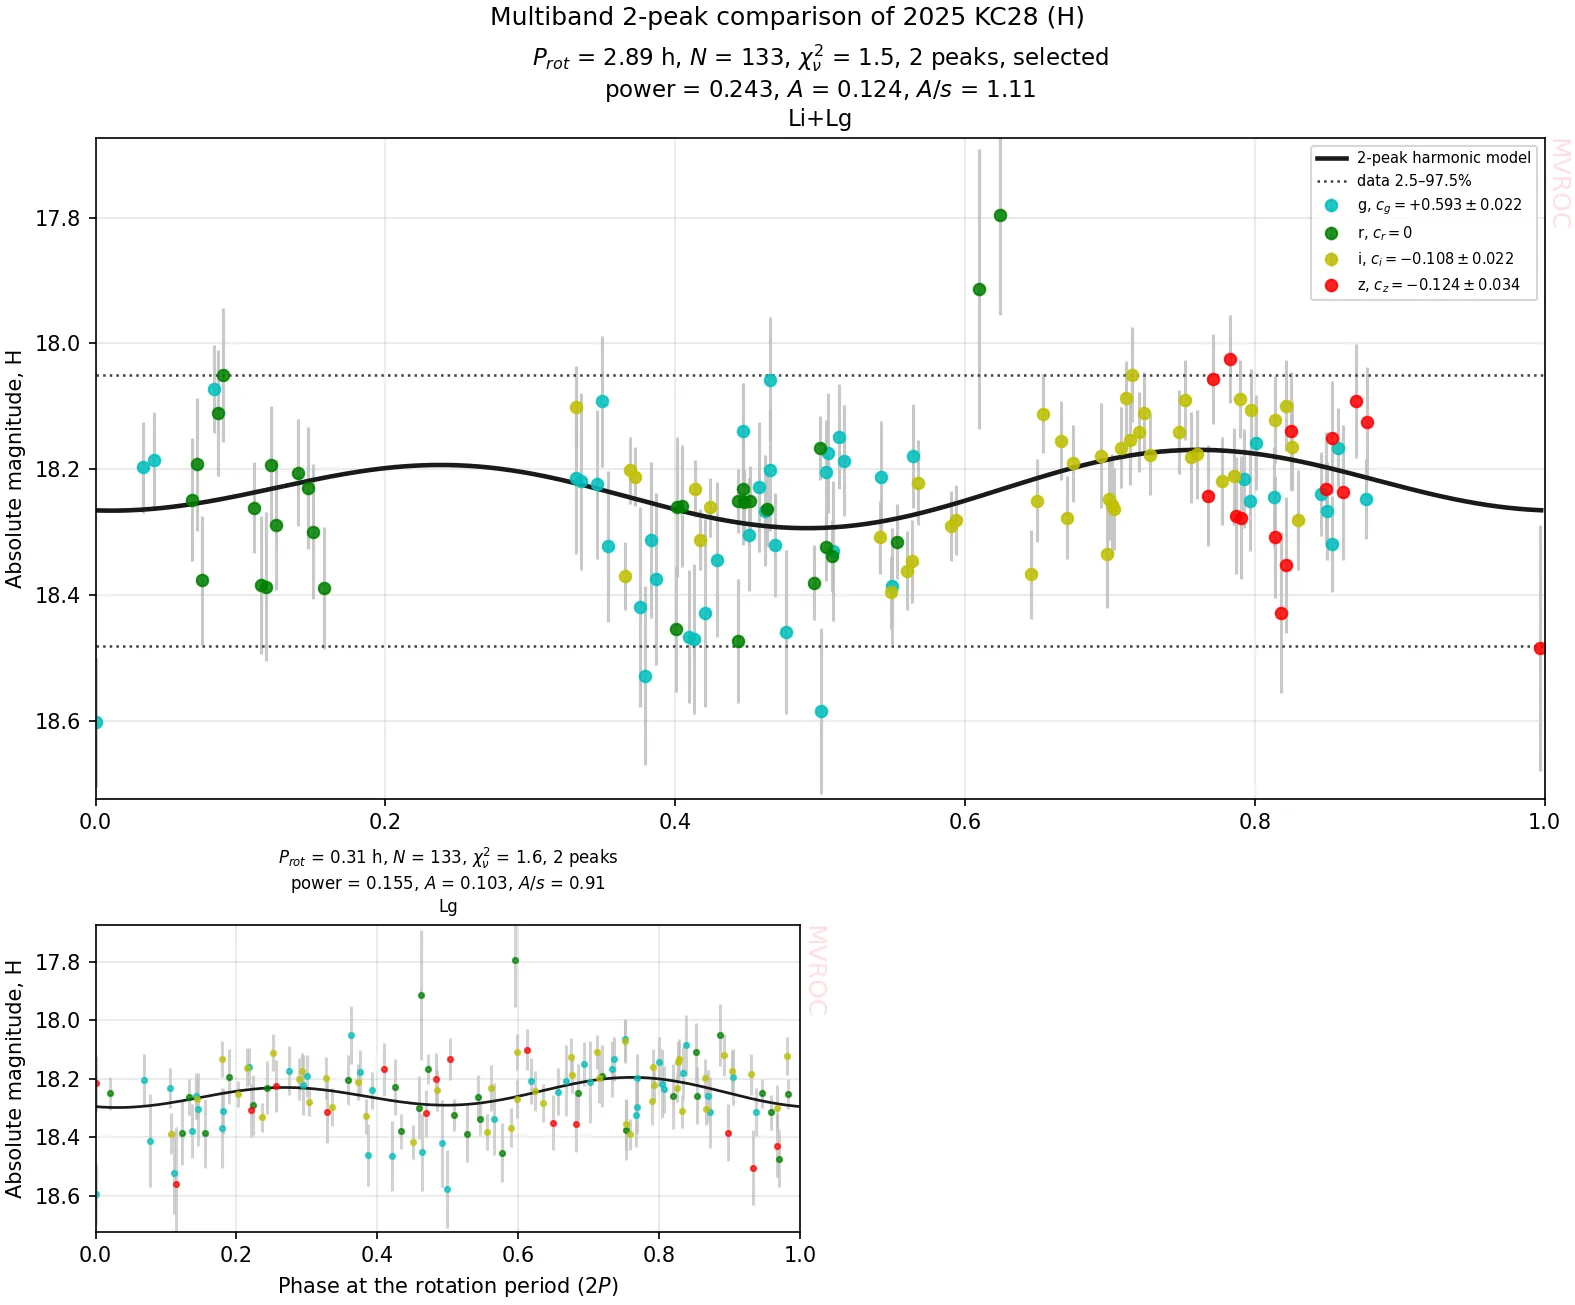 Multiband 2-peak comparison of 2025 KC28 (H)
P_rot = 2.89 h, N = 133, χ²_ν = 1.5, 2 peaks, selected
power = 0.243, A = 0.124, A/s = 1.11
Li+Lg
2-peak harmonic model
data 2.5–97.5%
g, c_g = +0.593 ± 0.022
r, c_r = 0
i, c_i = −0.108 ± 0.022
z, c_z = −0.124 ± 0.034
MVROC
Absolute magnitude, H
17.8
18.0
18.2
18.4
18.6
0.0 0.2 0.4 0.6 0.8 1.0
P_rot = 0.31 h, N = 133, χ²_ν = 1.6, 2 peaks
power = 0.155, A = 0.103, A/s = 0.91
Lg
MVROC
Absolute magnitude, H
17.8
18.0
18.2
18.4
18.6
0.0 0.2 0.4 0.6 0.8 1.0
Phase at the rotation period (2P)